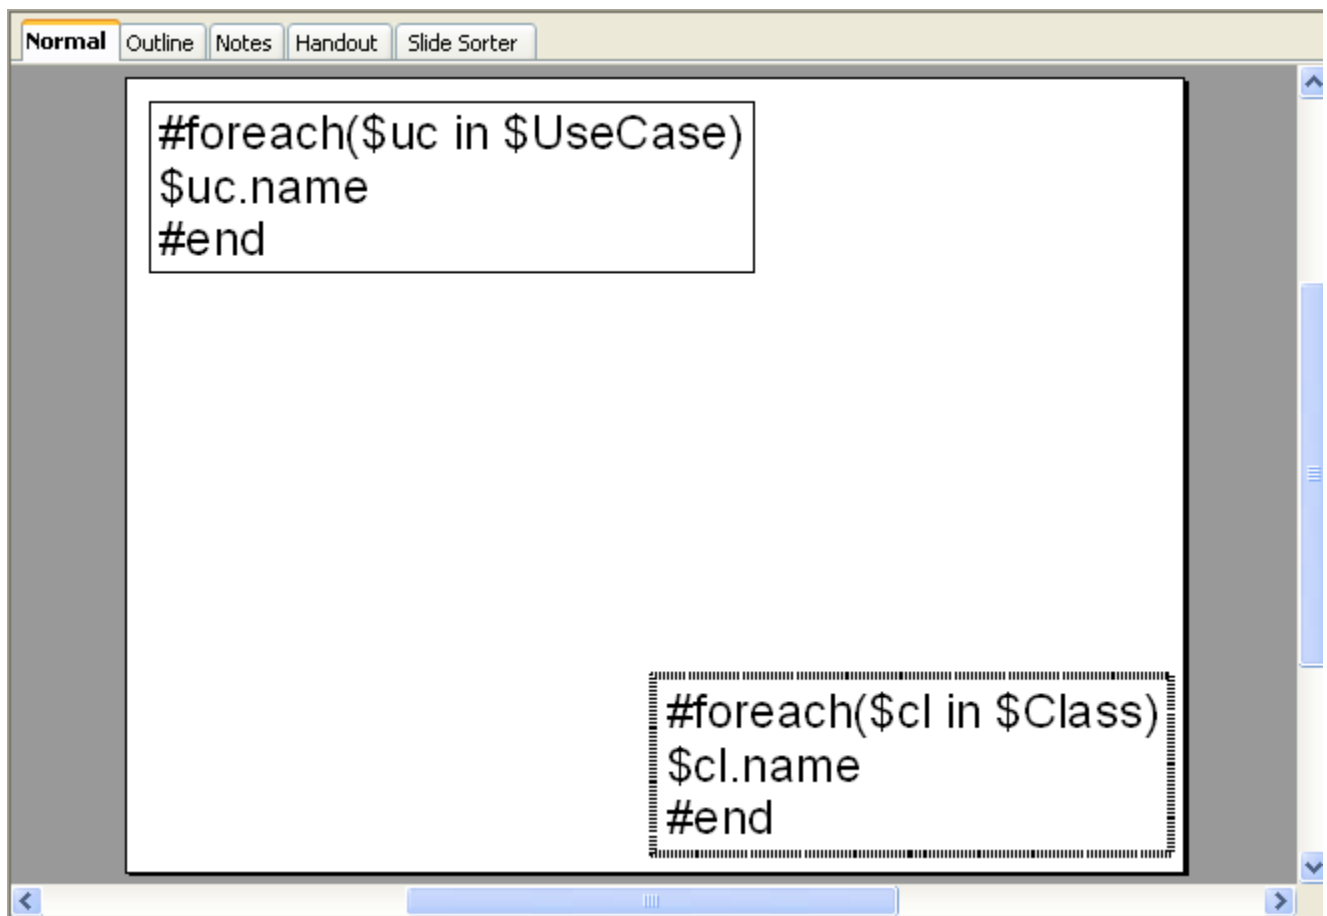 Normal Outline Notes Handout Slide Sorter
#foreach($uc in $UseCase)
$uc.name
#end
#foreach($cl in $Class)
$cl.name
#end